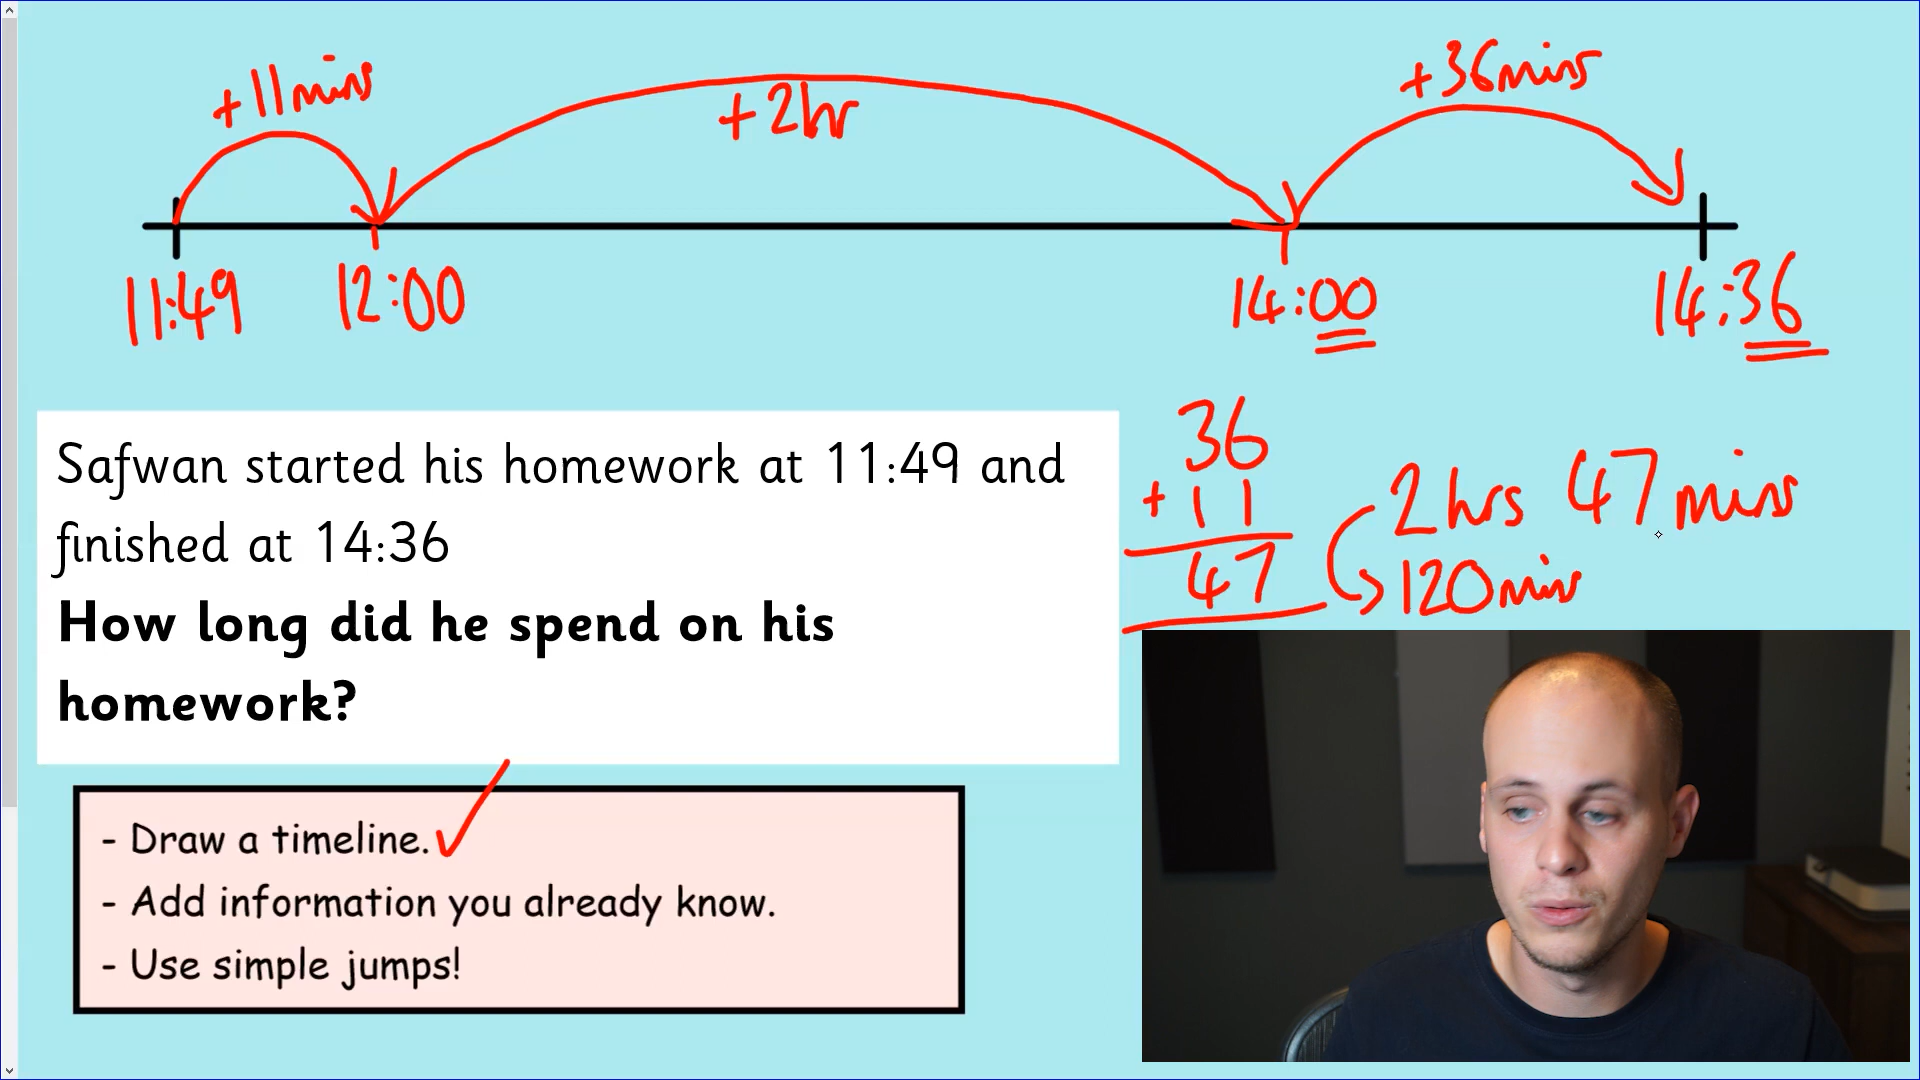 +11mins +2hr +36mins
11:49 12:00 14:00 14:36
Safwan started his homework at 11:49 and
finished at 14:36
How long did he spend on his
homework?
36
+11
47
2hrs 47mins
120mins
- Draw a timeline.
- Add information you already know.
- Use simple jumps!